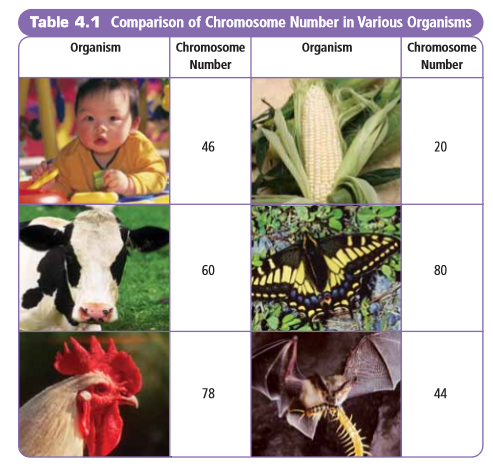 Table 4.1 Comparison of Chromosome Number in Various Organisms
Organism Chromosome Number Organism Chromosome Number
46 20
60 80
78 44